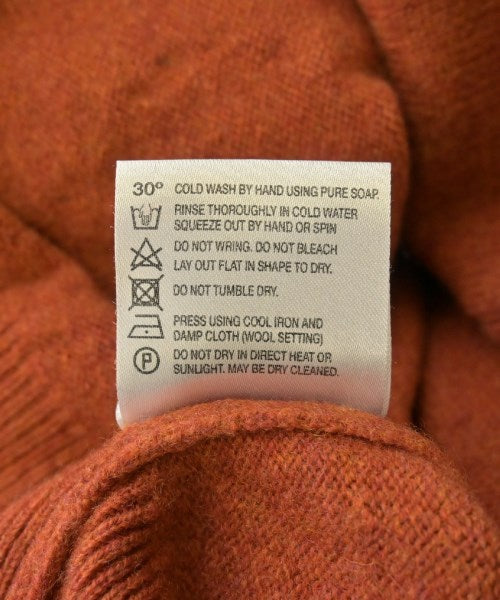 30° COLD WASH BY HAND USING PURE SOAP.
RINSE THOROUGHLY IN COLD WATER
SQUEEZE OUT BY HAND OR SPIN
DO NOT WRING. DO NOT BLEACH
LAY OUT FLAT IN SHAPE TO DRY.
DO NOT TUMBLE DRY.
PRESS USING COOL IRON AND
DAMP CLOTH (WOOL SETTING)
P DO NOT DRY IN DIRECT HEAT OR
SUNLIGHT. MAY BE DRY CLEANED.